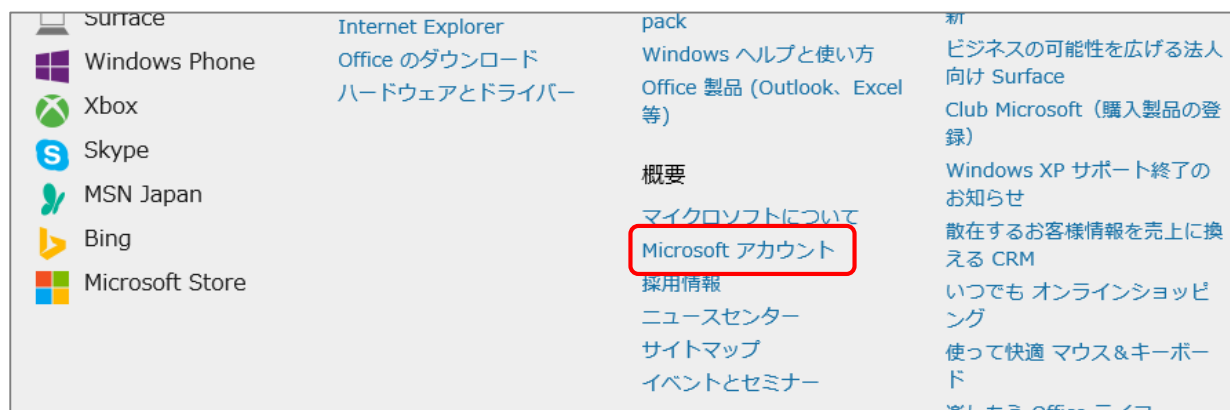 Surface
Windows Phone
Xbox
Skype
MSN Japan
Bing
Microsoft Store
Internet Explorer
Office のダウンロード
ハードウェアとドライバー
pack
Windows ヘルプと使い方
Office 製品 (Outlook、Excel
等)
概要
マイクロソフトについて
Microsoft アカウント
採用情報
ニュースセンター
サイトマップ
イベントとセミナー
新
ビジネスの可能性を広げる法人
向け Surface
Club Microsoft（購入製品の登
録）
Windows XP サポート終了の
お知らせ
散在するお客様情報を売上に換
える CRM
いつでも オンラインショッピ
ング
使って快適 マウス＆キーボー
ド